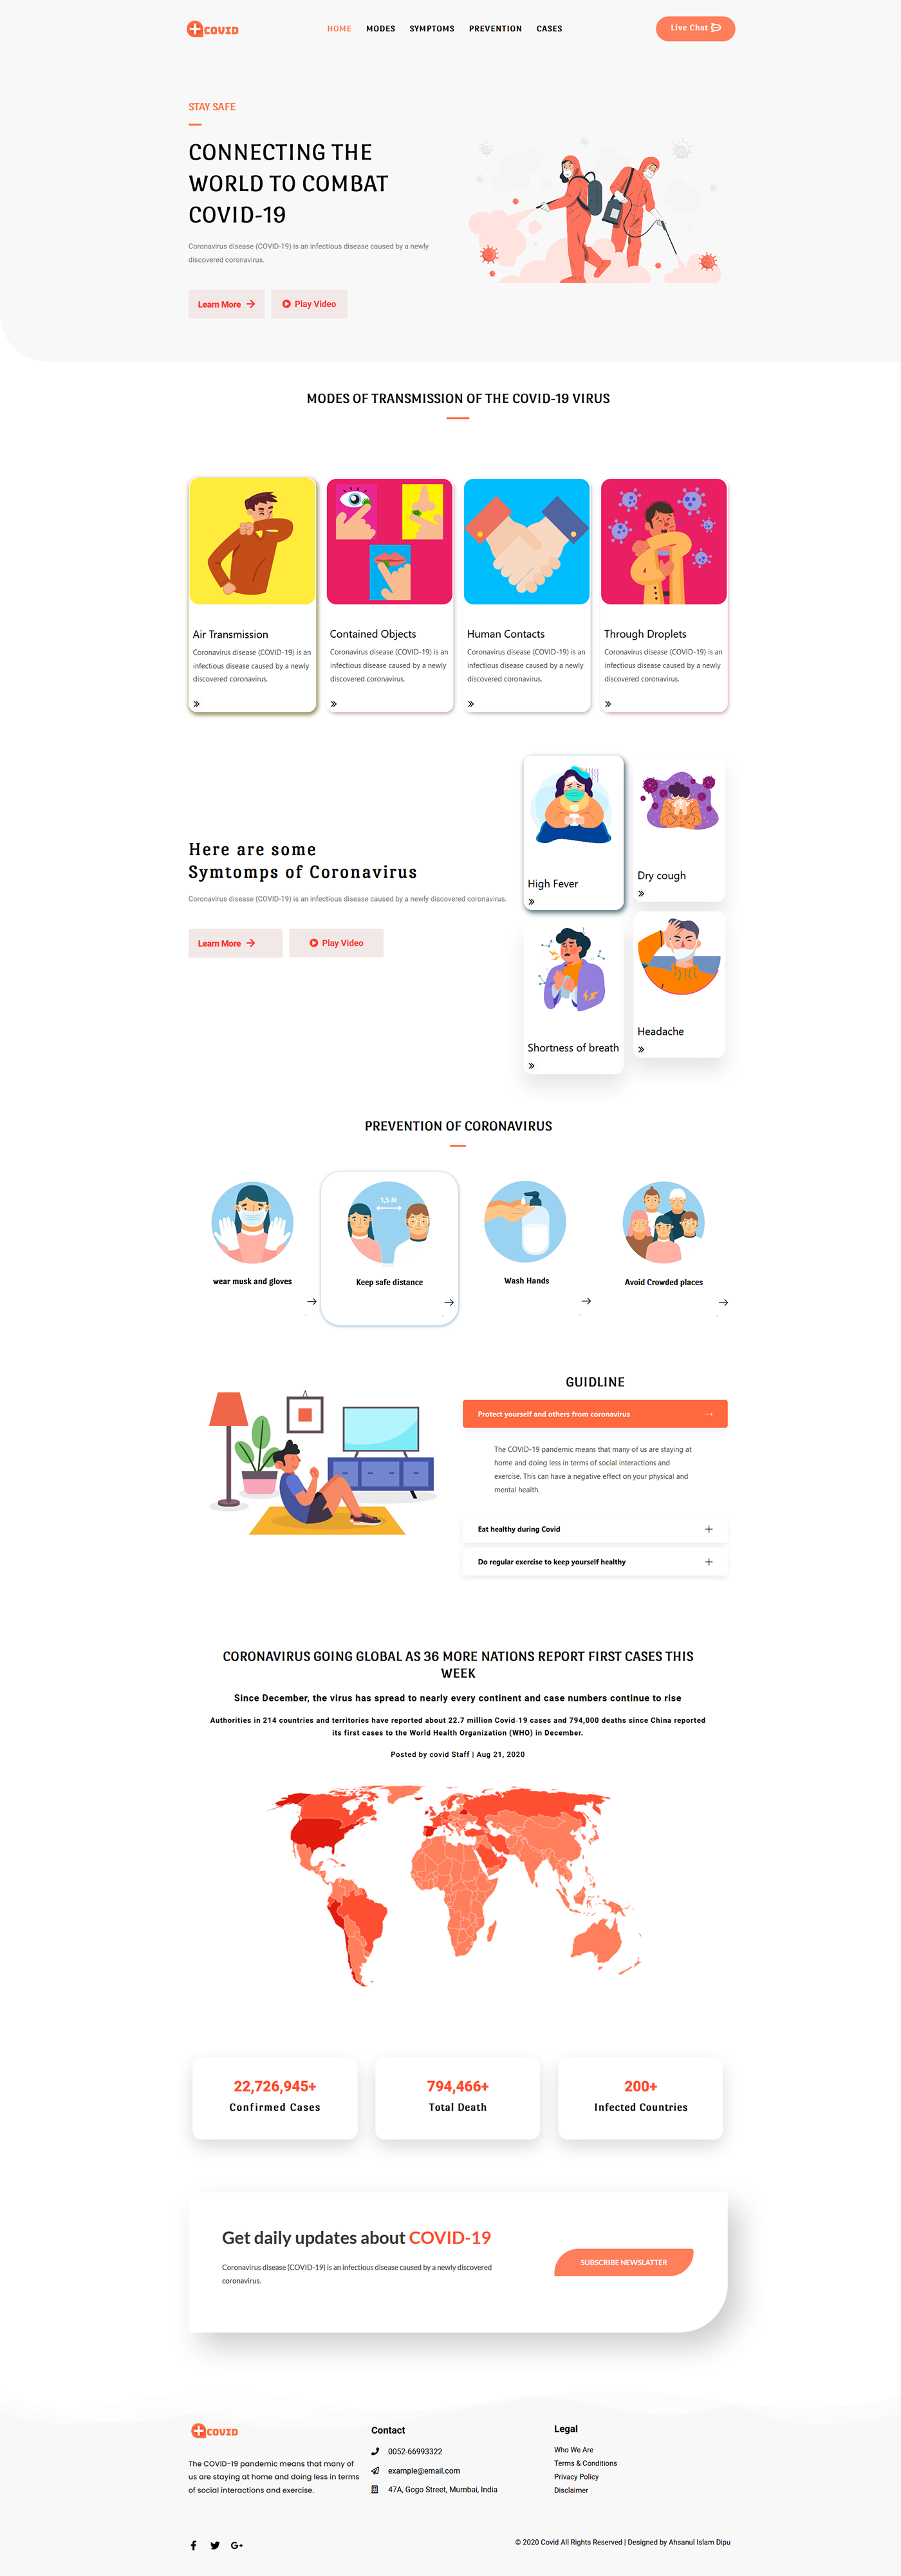 COVID
HOME MODES SYMPTOMS PREVENTION CASES
Live Chat
STAY SAFE
CONNECTING THE
WORLD TO COMBAT
COVID-19
Coronavirus disease (COVID-19) is an infectious disease caused by a newly
discovered coronavirus.
Learn More
Play Video
MODES OF TRANSMISSION OF THE COVID-19 VIRUS
Air Transmission
Coronavirus disease (COVID-19) is an
infectious disease caused by a newly
discovered coronavirus.
Contained Objects
Coronavirus disease (COVID-19) is an
infectious disease caused by a newly
discovered coronavirus.
Human Contacts
Coronavirus disease (COVID-19) is an
infectious disease caused by a newly
discovered coronavirus.
Through Droplets
Coronavirus disease (COVID-19) is an
infectious disease caused by a newly
discovered coronavirus.
Here are some
Symtomps of Coronavirus
Coronavirus disease (COVID-19) is an infectious disease caused by a newly discovered coronavirus.
Learn More
Play Video
High Fever
Dry cough
Shortness of breath
Headache
PREVENTION OF CORONAVIRUS
wear musk and gloves
1,5 M
Keep safe distance
Wash Hands
Avoid Crowded places
GUIDLINE
Protect yourself and others from coronavirus
The COVID-19 pandemic means that many of us are staying at
home and doing less in terms of social interactions and
exercise. This can have a negative effect on your physical and
mental health.
Eat healthy during Covid
Do regular exercise to keep yourself healthy
CORONAVIRUS GOING GLOBAL AS 36 MORE NATIONS REPORT FIRST CASES THIS
WEEK
Since December, the virus has spread to nearly every continent and case numbers continue to rise
Authorities in 214 countries and territories have reported about 22.7 million Covid-19 cases and 794,000 deaths since China reported
its first cases to the World Health Organization (WHO) in December.
Posted by covid Staff | Aug 21, 2020
22,726,945+
Confirmed Cases
794,466+
Total Death
200+
Infected Countries
Get daily updates about COVID-19
Coronavirus disease (COVID-19) is an infectious disease caused by a newly discovered
coronavirus.
SUBSCRIBE NEWSLATTER
COVID
The COVID-19 pandemic means that many of
us are staying at home and doing less in terms
of social interactions and exercise.
Contact
0052-66993322
example@email.com
47A, Gogo Street, Mumbai, India
Legal
Who We Are
Terms & Conditions
Privacy Policy
Disclaimer
© 2020 Covid All Rights Reserved | Designed by Ahsanul Islam Dipu